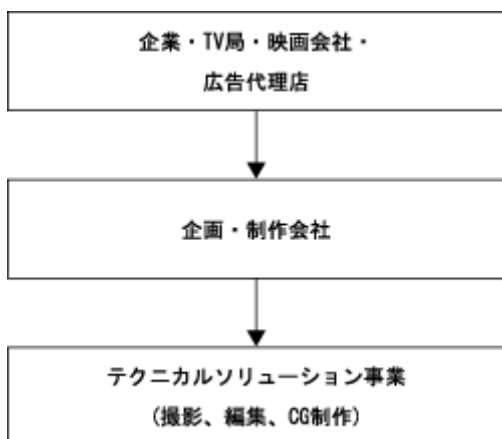 企業・TV局・映画会社・
広告代理店
企画・制作会社
テクニカルソリューション事業
(撮影、編集、CG制作)